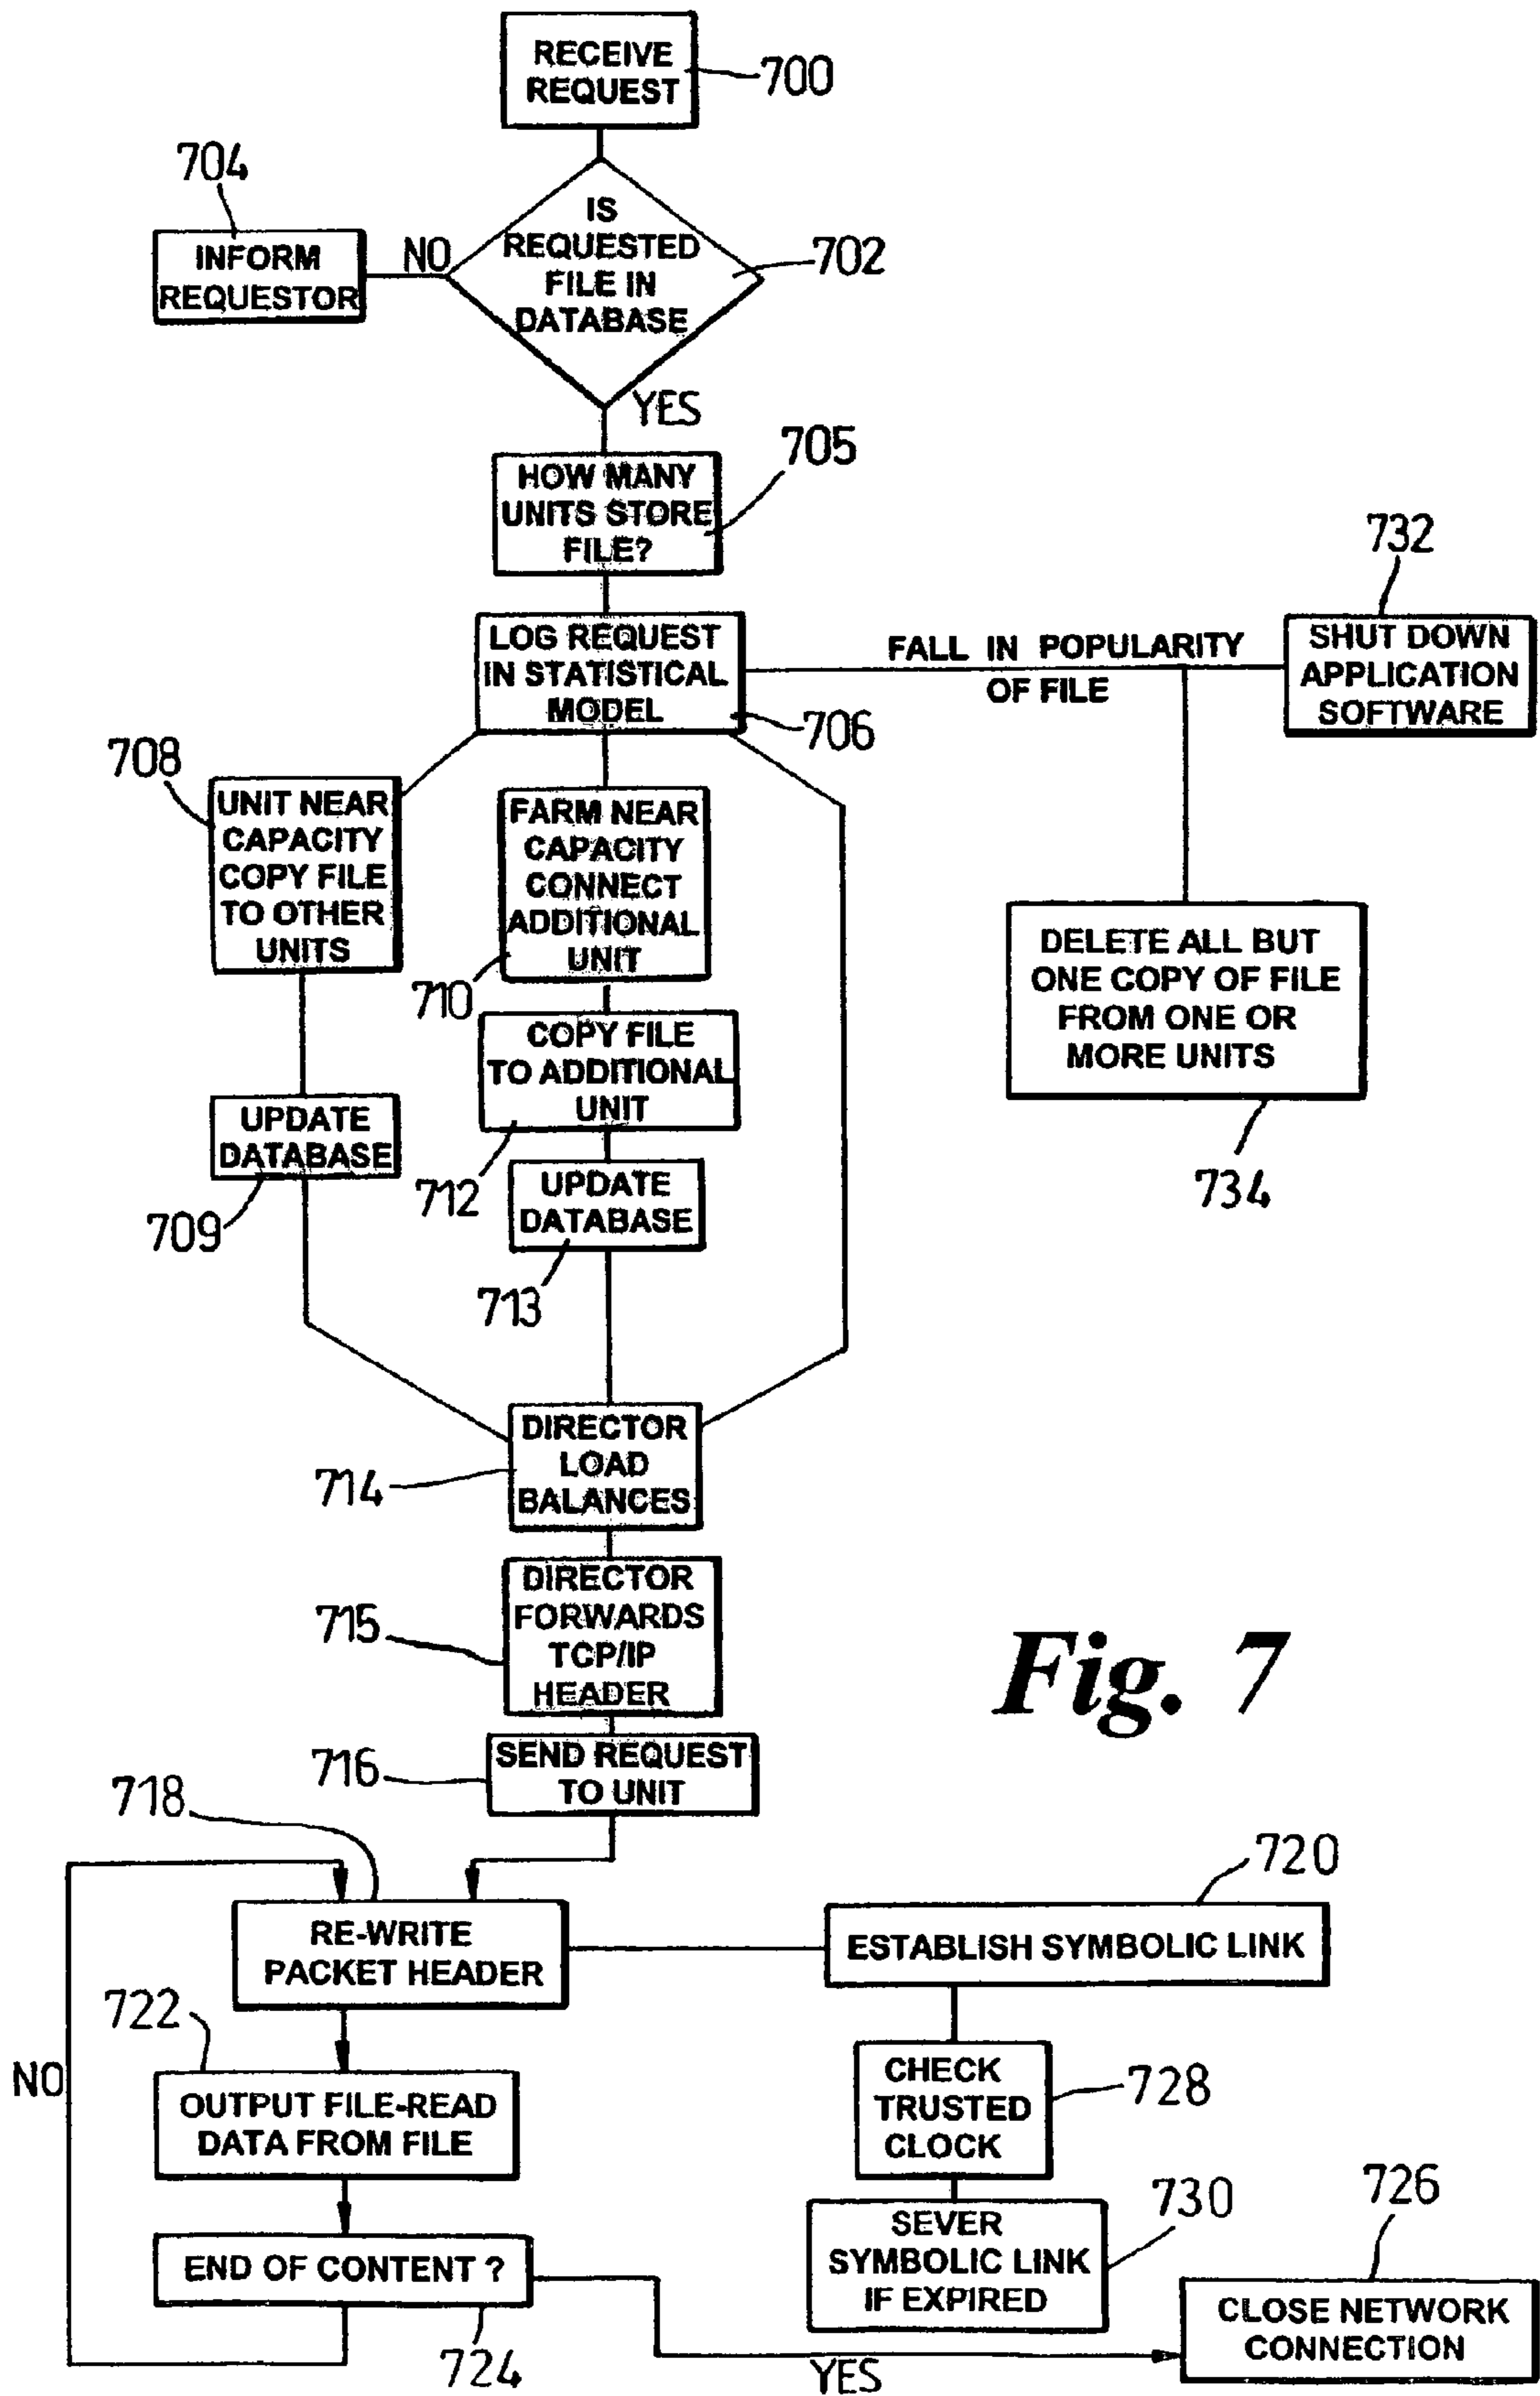 RECEIVE
REQUEST
700
704
INFORM
REQUESTOR
NO
IS
REQUESTED
FILE IN
DATABASE
702
YES
705
HOW MANY
UNITS STORE
FILE?
732
LOG REQUEST
IN STATISTICAL
MODEL
706
FALL IN POPULARITY
OF FILE
SHUT DOWN
APPLICATION
SOFTWARE
708
UNIT NEAR
CAPACITY
COPY FILE
TO OTHER
UNITS
FARM NEAR
CAPACITY
CONNECT
ADDITIONAL
UNIT
710
DELETE ALL BUT
ONE COPY OF FILE
FROM ONE OR
MORE UNITS
734
COPY FILE
TO ADDITIONAL
UNIT
712
UPDATE
DATABASE
709
UPDATE
DATABASE
713
DIRECTOR
LOAD
BALANCES
714
DIRECTOR
FORWARDS
TCP/IP
HEADER
715
Fig. 7
SEND REQUEST
TO UNIT
716
718
720
RE-WRITE
PACKET HEADER
ESTABLISH SYMBOLIC LINK
722
NO
OUTPUT FILE-READ
DATA FROM FILE
CHECK
TRUSTED
CLOCK
728
730
726
END OF CONTENT ?
SEVER
SYMBOLIC LINK
IF EXPIRED
724
YES
CLOSE NETWORK
CONNECTION